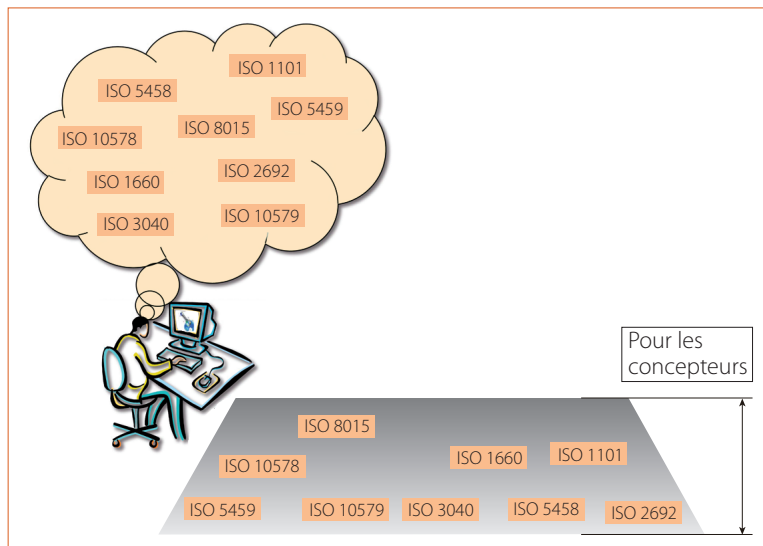 ISO 1101
ISO 5458
ISO 5459
ISO 8015
ISO 10578
ISO 2692
ISO 1660
ISO 10579
ISO 3040
Pour les
concepteurs
ISO 8015
ISO 1660
ISO 1101
ISO 10578
ISO 5459
ISO 10579
ISO 3040
ISO 5458
ISO 2692